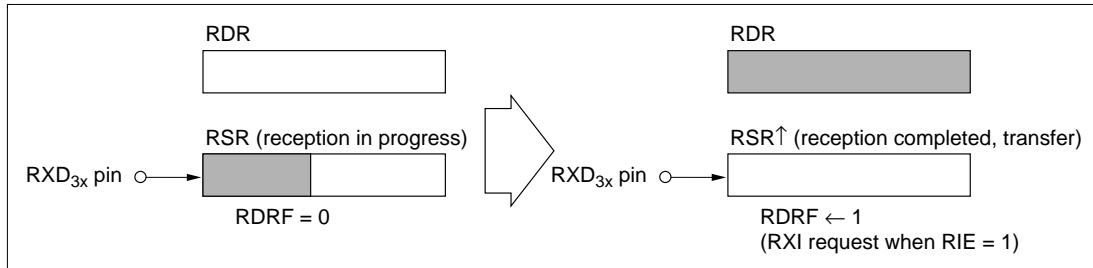 RDR
RSR (reception in progress)
RXD3x pin
RDRF = 0
RDR
RSR↑ (reception completed, transfer)
RXD3x pin
RDRF ← 1
(RXI request when RIE = 1)